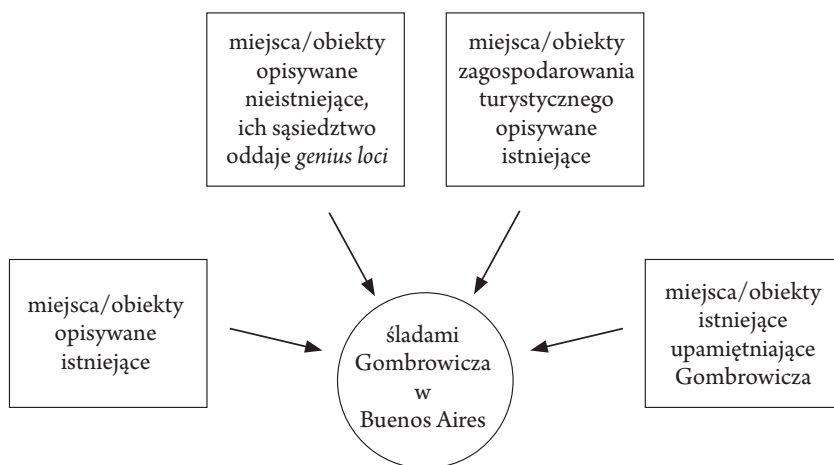 miejsca/obiekty
opisywane
nieistniejące,
ich sąsiedztwo
oddaje genius loci
miejsca/obiekty
zagospodarowania
turystycznego
opisywane
istniejące
miejsca/obiekty
opisywane
istniejące
śladami
Gombrowicza
w
Buenos Aires
miejsca/obiekty
istniejące
upamiętniające
Gombrowicza